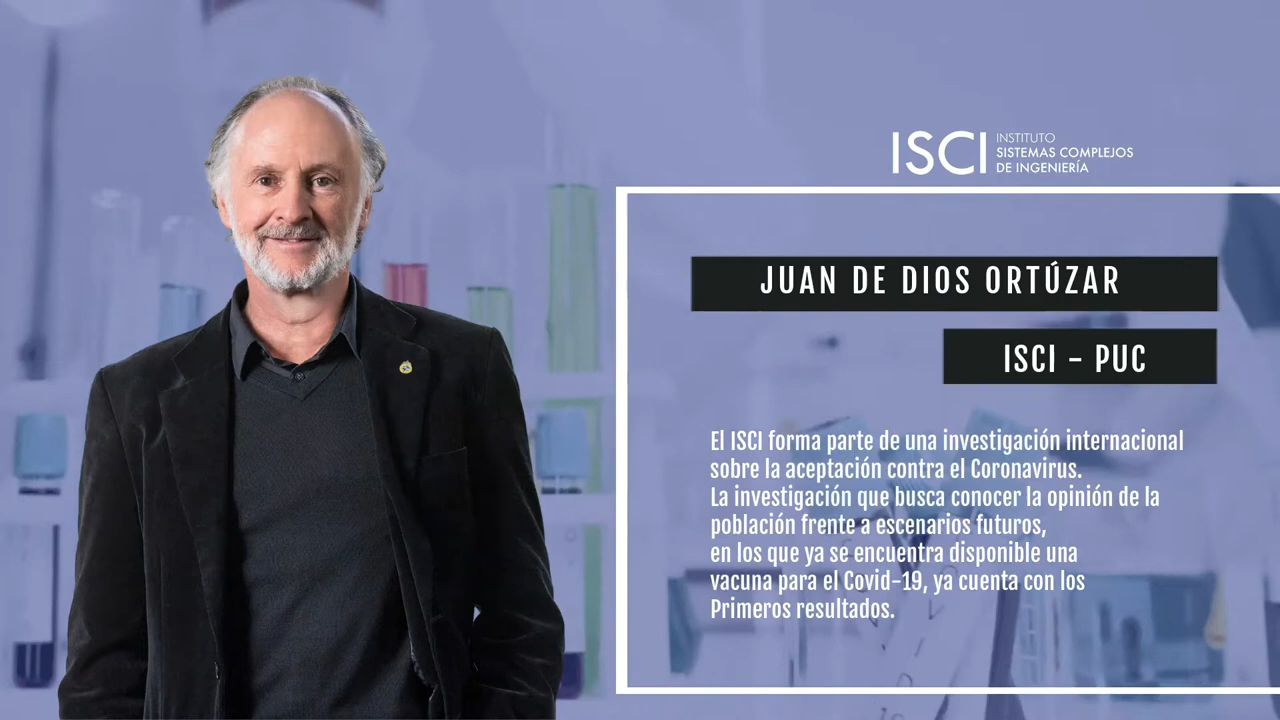 ISCI INSTITUTO
SISTEMAS COMPLEJOS
DE INGENIERÍA
JUAN DE DIOS ORTÚZAR
ISCI – PUC
El ISCI forma parte de una investigación internacional
sobre la aceptación contra el Coronavirus.
La investigación que busca conocer la opinión de la
población frente a escenarios futuros,
en los que ya se encuentra disponible una
vacuna para el Covid-19, ya cuenta con los
Primeros resultados.